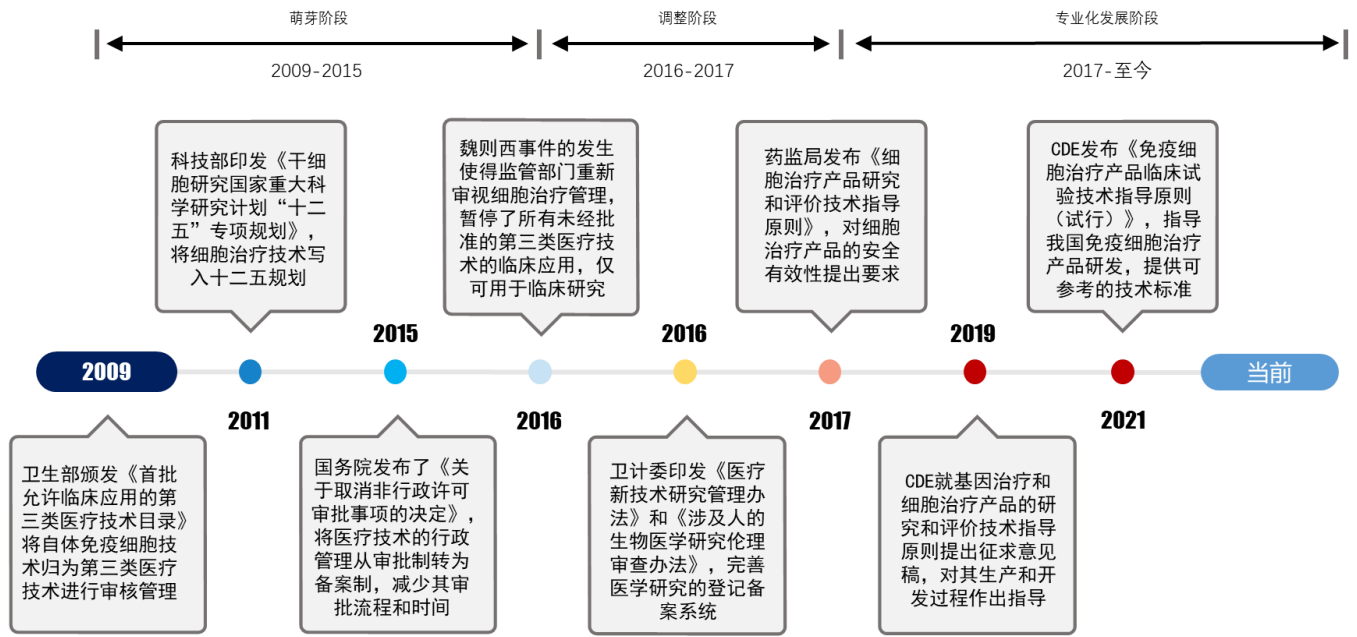 萌芽阶段
调整阶段
专业化发展阶段
2009-2015
2016-2017
2017-至今
科技部印发《干细
胞研究国家重大科
学研究计划“十二
五”专项规划》，
将细胞治疗技术写
入十二五规划
魏则西事件的发生
使得监管部门重新
审视细胞治疗管理，
暂停了所有未经批
准的第三类医疗技
术的临床应用，仅
可用于临床研究
药监局发布《细
胞治疗产品研究
和评价技术指导
原则》，对细胞
治疗产品的安全
有效性提出要求
CDE发布《免疫细
胞治疗产品临床试
验技术指导原则
（试行）》，指导
我国免疫细胞治疗
产品研发，提供可
参考的技术标准
2015
2016
2019
2009
当前
2011
2016
2017
2021
卫生部颁发《首批
允许临床应用的第
三类医疗技术目录》
将自体免疫细胞技
术归为第三类医疗
技术进行审核管理
国务院发布了《关
于取消非行政许可
审批事项的决定》，
将医疗技术的行政
管理从审批制转为
备案制，减少其审
批流程和时间
卫计委印发《医疗
新技术研究管理办
法》和《涉及人的
生物医学研究伦理
审查办法》，完善
医学研究的登记备
案系统
CDE就基因治疗和
细胞治疗产品的研
究和评价技术指导
原则提出征求意见
稿，对其生产和开
发过程作出指导